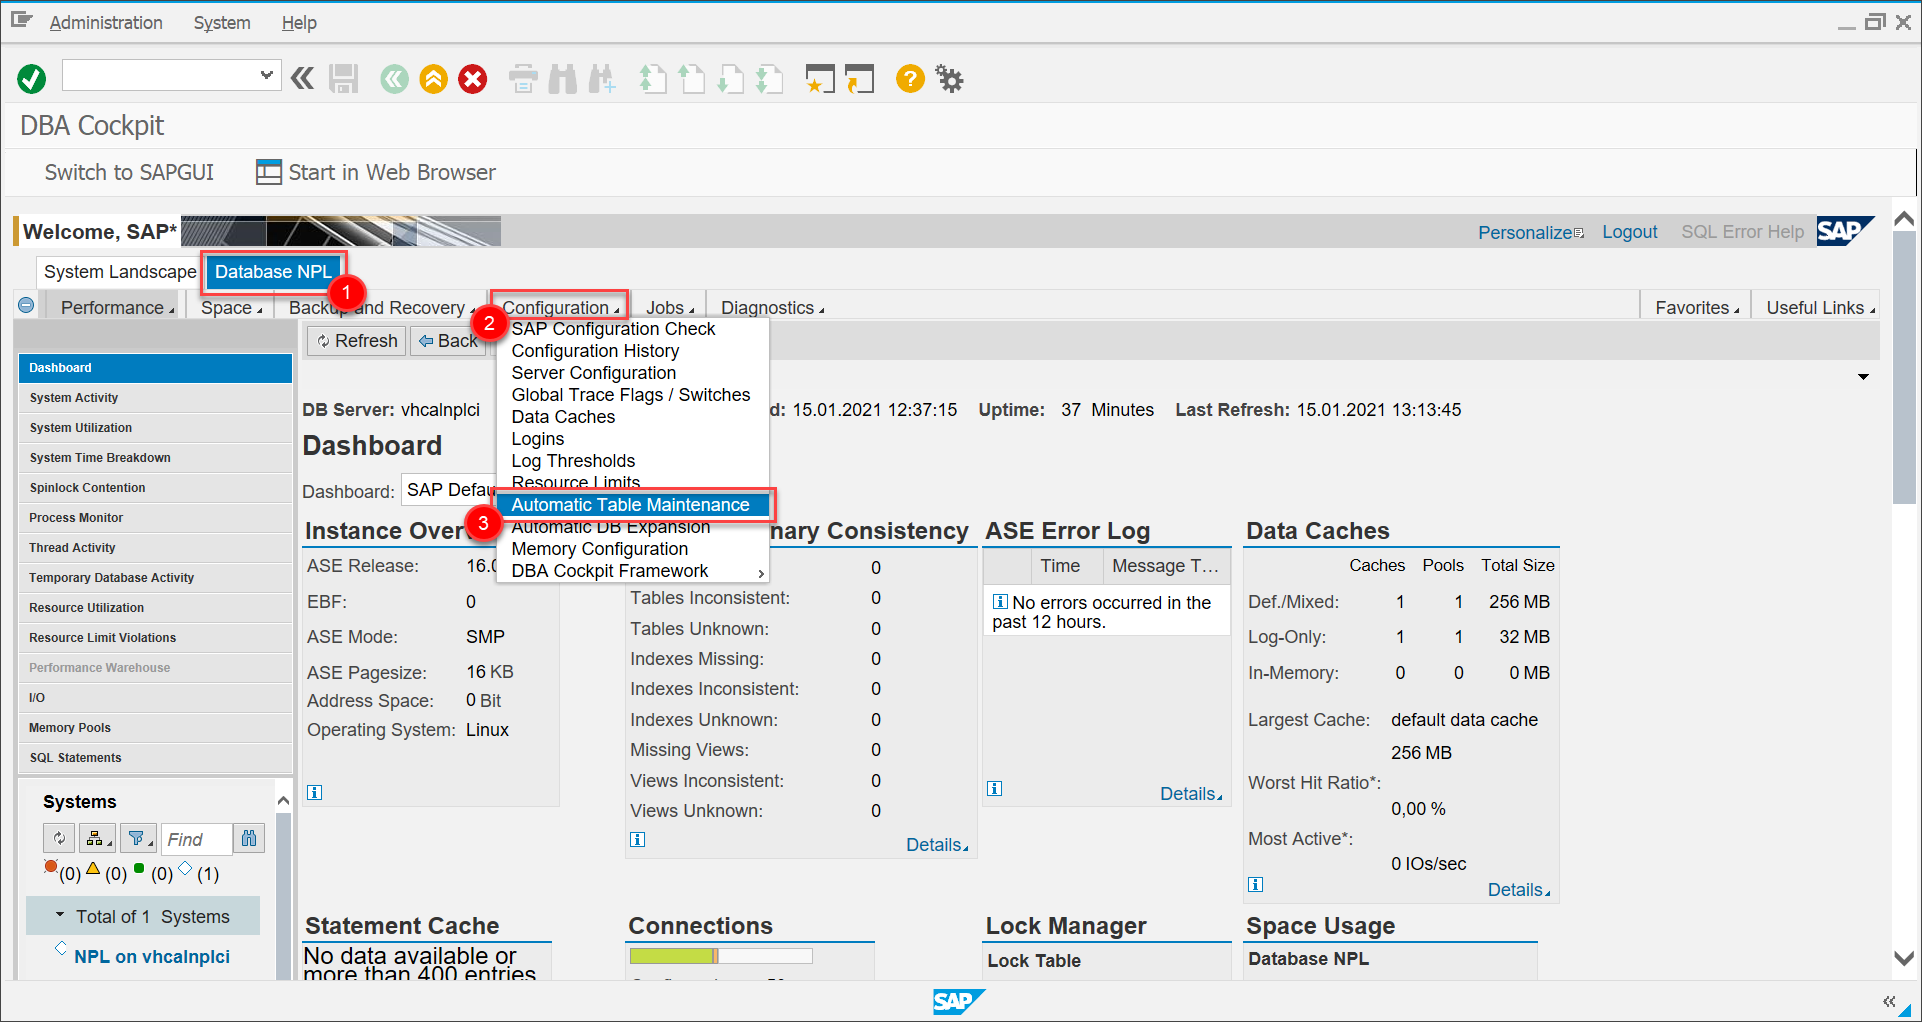 Administration System Help
DBA Cockpit
Switch to SAPGUI Start in Web Browser
Welcome, SAP* Personalize Logout SQL Error Help SAP
System Landscape Database NPL
1
Performance Space Backup and Recovery Configuration Jobs Diagnostics Favorites Useful Links
2
Refresh Back
SAP Configuration Check
Configuration History
Server Configuration
Global Trace Flags / Switches
Data Caches
Logins
Log Thresholds
Resource Limits
Automatic Table Maintenance
3
Automatic DB Expansion
Memory Configuration
DBA Cockpit Framework
Dashboard
System Activity
System Utilization
System Time Breakdown
Spinlock Contention
Process Monitor
Thread Activity
Temporary Database Activity
Resource Utilization
Resource Limit Violations
Performance Warehouse
I/O
Memory Pools
SQL Statements
Systems
Find
(0) (0) (0) (1)
Total of 1 Systems
NPL on vhcalnplci
DB Server: vhcalnplci d: 15.01.2021 12:37:15 Uptime: 37 Minutes Last Refresh: 15.01.2021 13:13:45
Dashboard
Dashboard: SAP Defau
Instance Over
ASE Release: 16.0
EBF: 0
ASE Mode: SMP
ASE Pagesize: 16 KB
Address Space: 0 Bit
Operating System: Linux
nary Consistency
0
Tables Inconsistent: 0
Tables Unknown: 0
Indexes Missing: 0
Indexes Inconsistent: 0
Indexes Unknown: 0
Missing Views: 0
Views Inconsistent: 0
Views Unknown: 0
Details
ASE Error Log
Time Message T...
No errors occurred in the
past 12 hours.
Details
Data Caches
Caches Pools Total Size
Def./Mixed: 1 1 256 MB
Log-Only: 1 1 32 MB
In-Memory: 0 0 0 MB
Largest Cache: default data cache
256 MB
Worst Hit Ratio*:
0,00 %
Most Active*:
0 IOs/sec
Details
Statement Cache
No data available or
more than 400 entries
Connections
Lock Manager
Lock Table
Space Usage
Database NPL
SAP